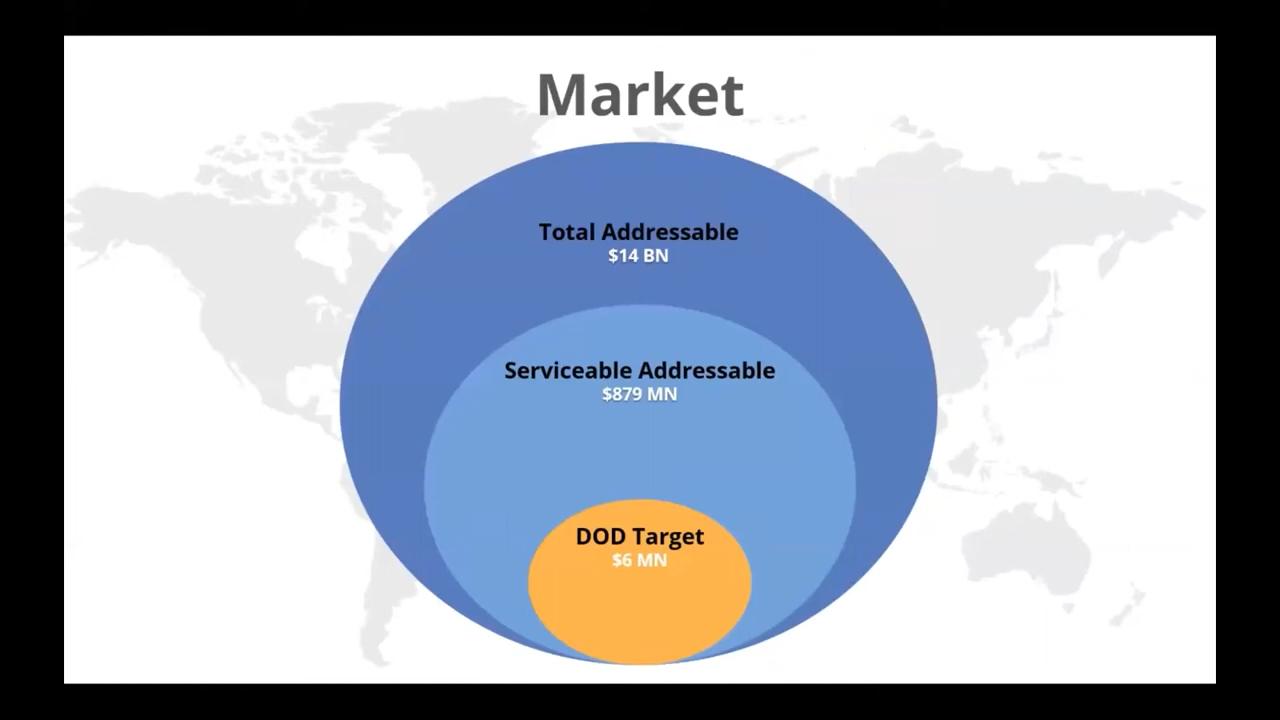 Market
Total Addressable
$14 BN
Serviceable Addressable
$879 MN
DOD Target
$6 MN